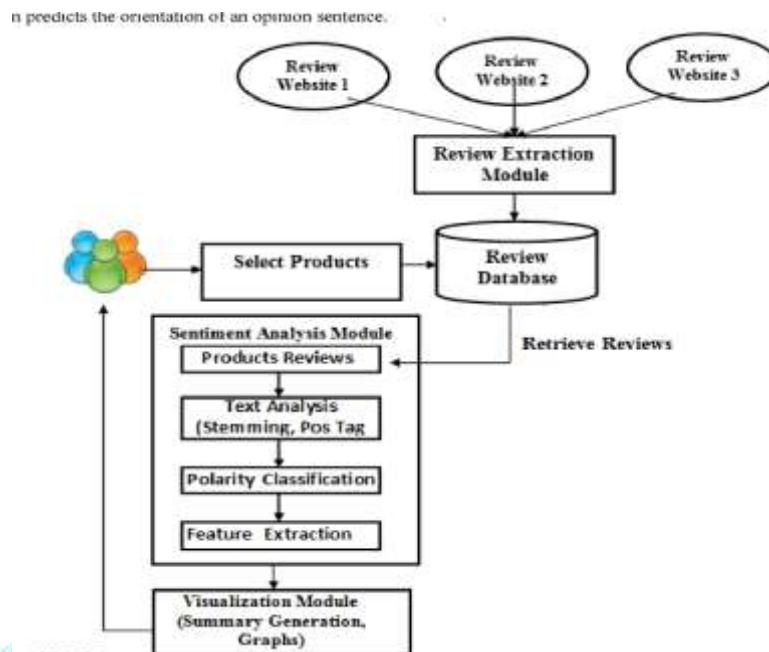 n predicts the orientation of an opinion sentence.
Review
Website 1
Review
Website 2
Review
Website 3
Review Extraction
Module
Select Products
Review
Database
Retrieve Reviews
Sentiment Analysis Module
Products Reviews
Text Analysis
(Stemming, Pos Tag
Polarity Classification
Feature Extraction
Visualization Module
(Summary Generation,
Graphs)